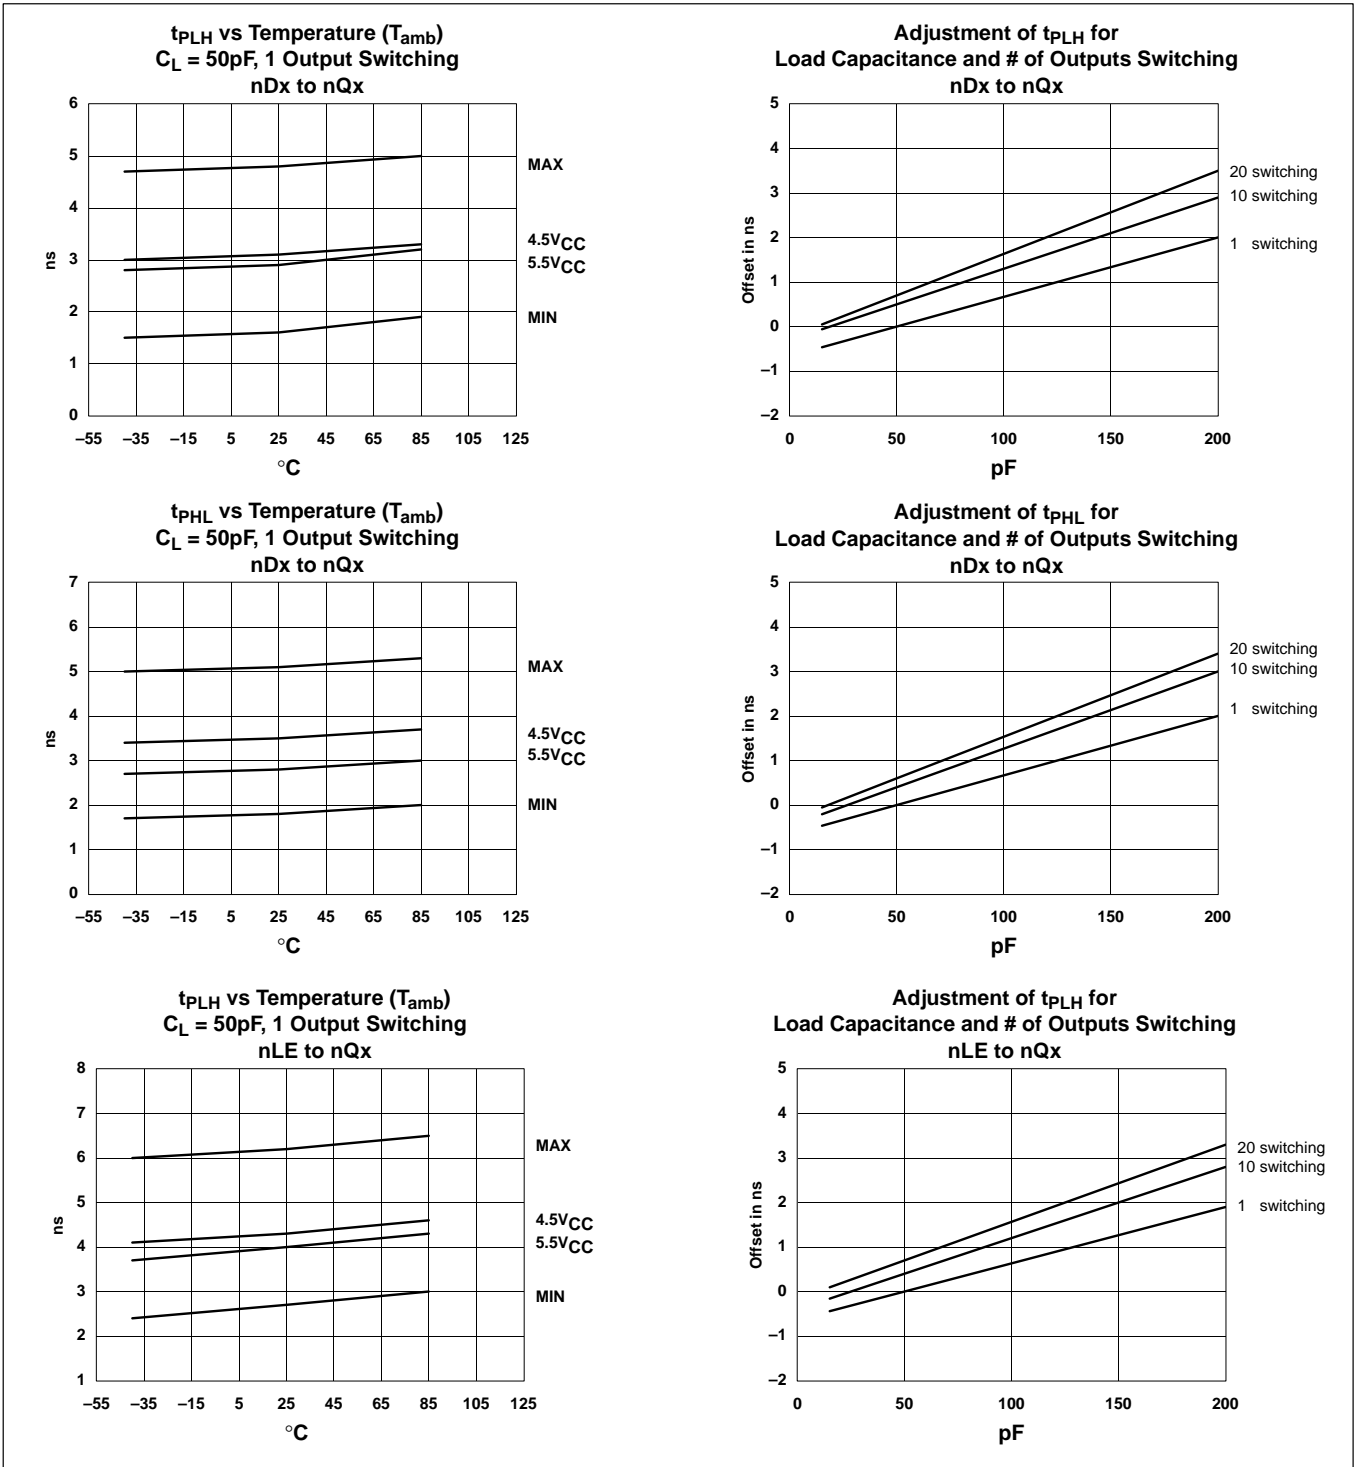 tPLH vs Temperature (Tamb)
CL = 50pF, 1 Output Switching
nDx to nQx
6
5
4
3
2
1
0
ns
MAX
4.5VCC
5.5VCC
MIN
–55 –35 –15 5 25 45 65 85 105 125
°C
Adjustment of tPLH for
Load Capacitance and # of Outputs Switching
nDx to nQx
5
4
3
2
1
0
–1
–2
Offset in ns
20 switching
10 switching
1 switching
0 50 100 150 200
pF
tPHL vs Temperature (Tamb)
CL = 50pF, 1 Output Switching
nDx to nQx
7
6
5
4
3
2
1
0
ns
MAX
4.5VCC
5.5VCC
MIN
–55 –35 –15 5 25 45 65 85 105 125
°C
Adjustment of tPHL for
Load Capacitance and # of Outputs Switching
nDx to nQx
5
4
3
2
1
0
–1
–2
Offset in ns
20 switching
10 switching
1 switching
0 50 100 150 200
pF
tPLH vs Temperature (Tamb)
CL = 50pF, 1 Output Switching
nLE to nQx
8
7
6
5
4
3
2
1
ns
MAX
4.5VCC
5.5VCC
MIN
–55 –35 –15 5 25 45 65 85 105 125
°C
Adjustment of tPLH for
Load Capacitance and # of Outputs Switching
nLE to nQx
5
4
3
2
1
0
–1
–2
Offset in ns
20 switching
10 switching
1 switching
0 50 100 150 200
pF